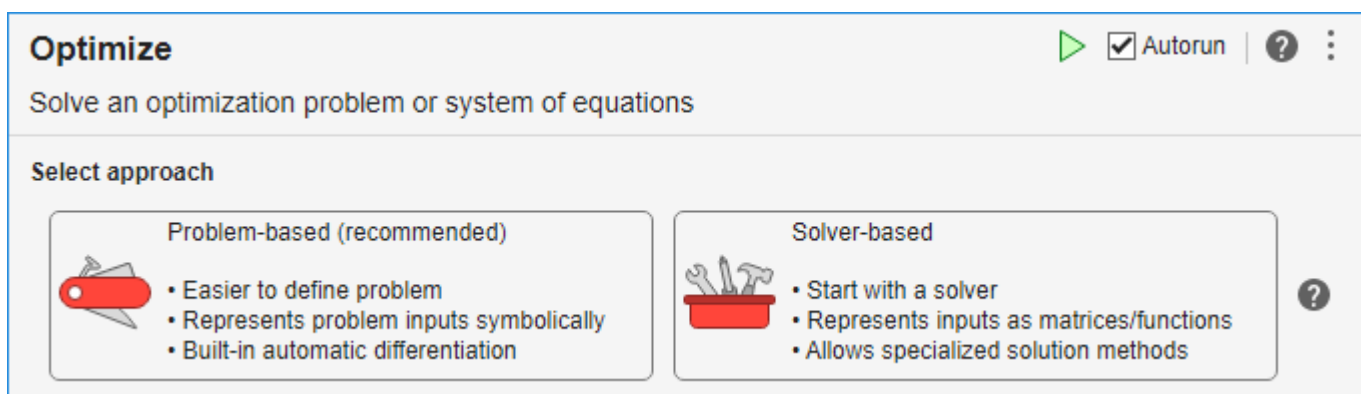 Optimize
Autorun
Solve an optimization problem or system of equations
Select approach
Problem-based (recommended)
• Easier to define problem
• Represents problem inputs symbolically
• Built-in automatic differentiation
Solver-based
• Start with a solver
• Represents inputs as matrices/functions
• Allows specialized solution methods